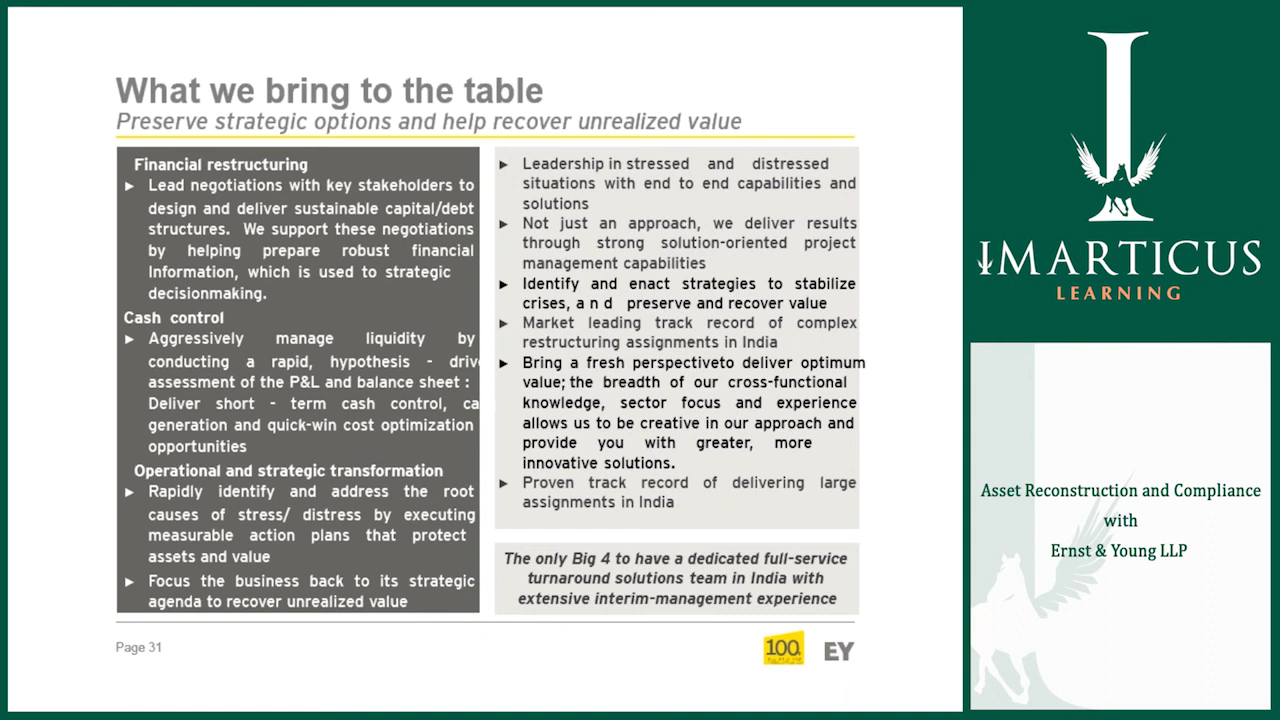 What we bring to the table
Preserve strategic options and help recover unrealized value
Financial restructuring
► Lead negotiations with key stakeholders to
design and deliver sustainable capital/debt
structures. We support these negotiations
by helping prepare robust financial
Information, which is used to strategic
decisionmaking.
Cash control
► Aggressively manage liquidity by
conducting a rapid, hypothesis - drive
assessment of the P&L and balance sheet :
Deliver short - term cash control, ca
generation and quick-win cost optimization
opportunities
Operational and strategic transformation
► Rapidly identify and address the root
causes of stress/ distress by executing
measurable action plans that protect
assets and value
► Focus the business back to its strategic
agenda to recover unrealized value
► Leadership in stressed and distressed
situations with end to end capabilities and
solutions
► Not just an approach, we deliver results
through strong solution-oriented project
management capabilities
► Identify and enact strategies to stabilize
crises, a n d preserve and recover value
► Market leading track record of complex
restructuring assignments in India
► Bring a fresh perspectiveto deliver optimum
value; the breadth of our cross-functional
knowledge, sector focus and experience
allows us to be creative in our approach and
provide you with greater, more
innovative solutions.
► Proven track record of delivering large
assignments in India
The only Big 4 to have a dedicated full-service
turnaround solutions team in India with
extensive interim-management experience
Page 31
100
EY
IMARTICUS
LEARNING
Asset Reconstruction and Compliance
with
Ernst & Young LLP